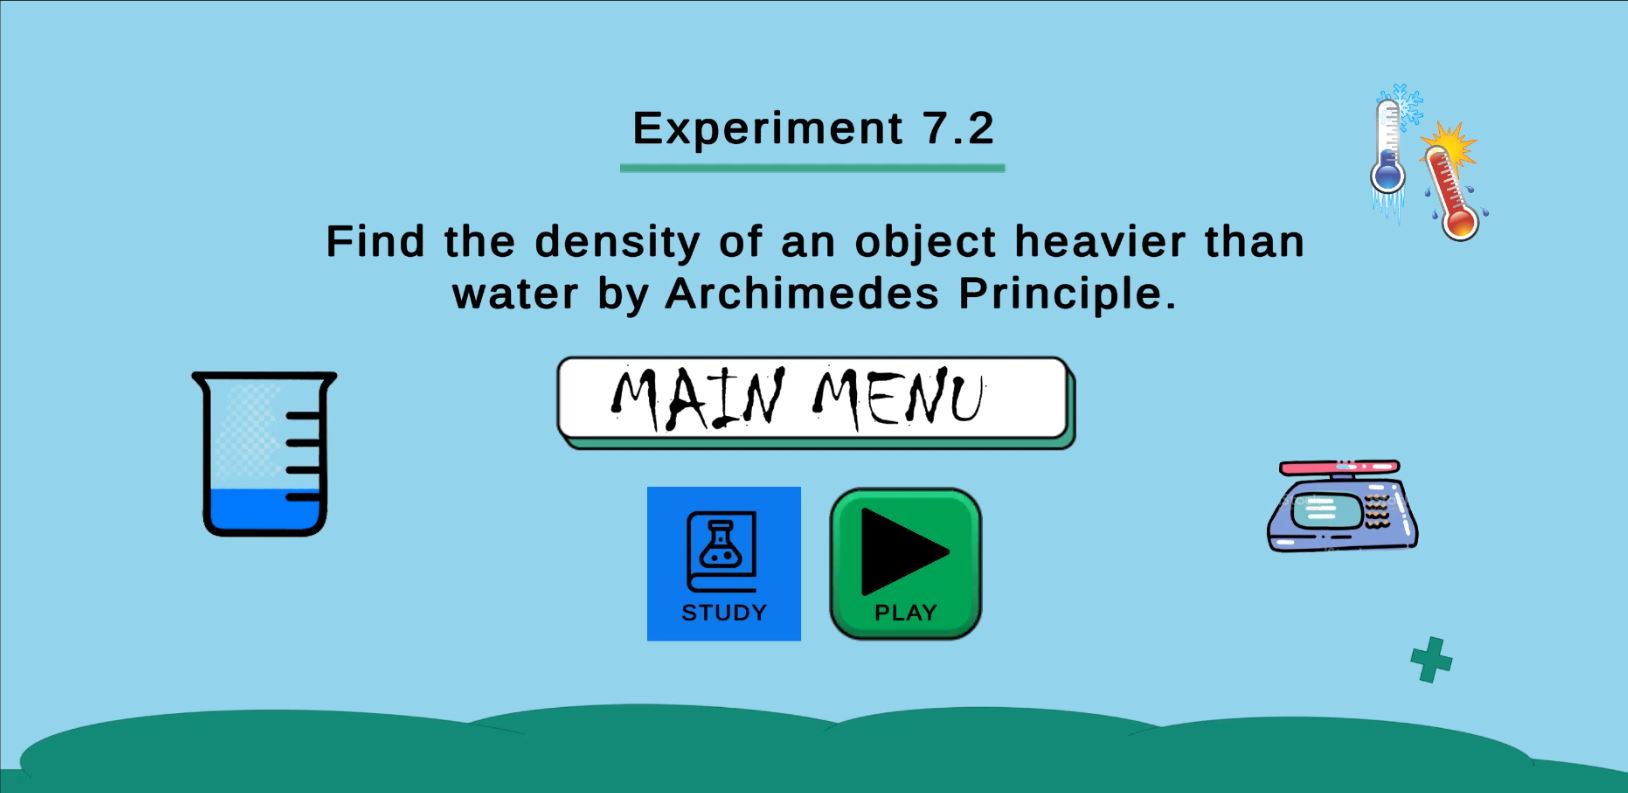 Experiment 7.2
Find the density of an object heavier than
water by Archimedes Principle.
MAIN MENU
STUDY
PLAY